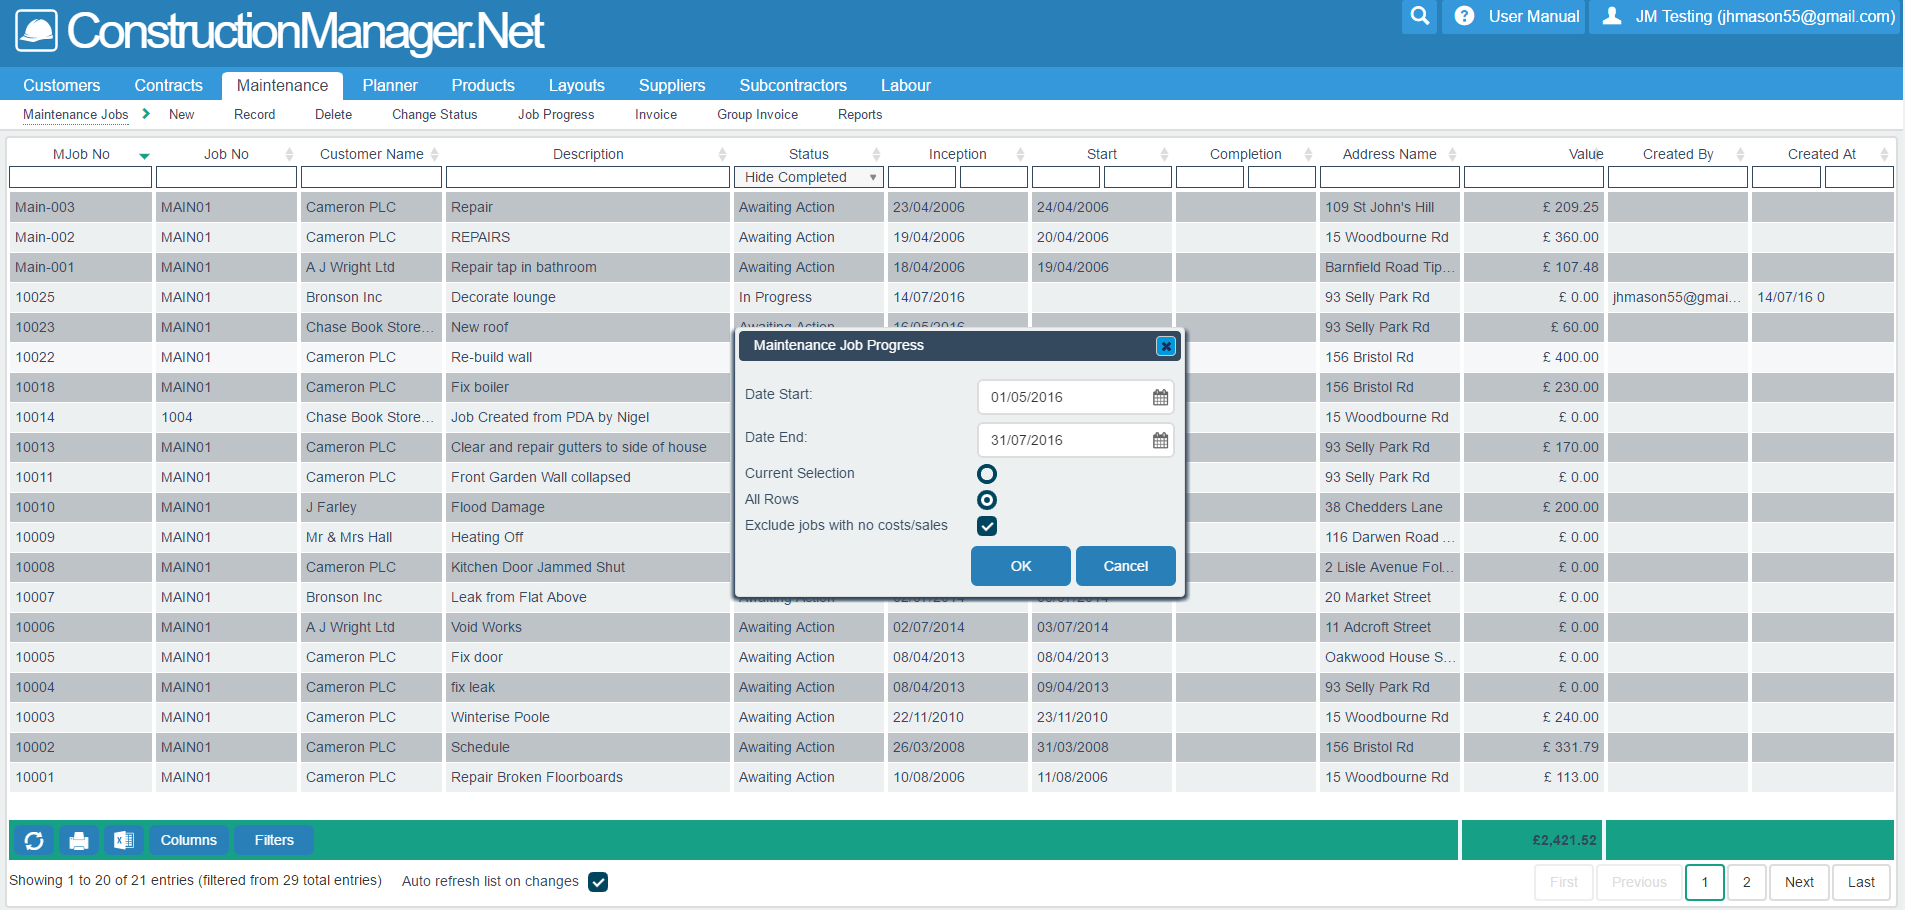 ConstructionManager.Net
User Manual
JM Testing (jhmason55@gmail.com)
Customers Contracts Maintenance Planner Products Layouts Suppliers Subcontractors Labour
Maintenance Jobs New Record Delete Change Status Job Progress Invoice Group Invoice Reports
MJob No Job No Customer Name Description Status Inception Start Completion Address Name Value Created By Created At
Hide Completed
Main-003 MAIN01 Cameron PLC Repair Awaiting Action 23/04/2006 24/04/2006 109 St John's Hill £ 209.25
Main-002 MAIN01 Cameron PLC REPAIRS Awaiting Action 19/04/2006 20/04/2006 15 Woodbourne Rd £ 360.00
Main-001 MAIN01 A J Wright Ltd Repair tap in bathroom Awaiting Action 18/04/2006 19/04/2006 Barnfield Road Tip... £ 107.48
10025 MAIN01 Bronson Inc Decorate lounge In Progress 14/07/2016 93 Selly Park Rd £ 0.00 jhmason55@gmai... 14/07/16 0
10023 MAIN01 Chase Book Store... New roof Awaiting Action 16/05/2016 93 Selly Park Rd £ 60.00
10022 MAIN01 Cameron PLC Re-build wall 156 Bristol Rd £ 400.00
10018 MAIN01 Cameron PLC Fix boiler 156 Bristol Rd £ 230.00
10014 1004 Chase Book Store... Job Created from PDA by Nigel 15 Woodbourne Rd £ 0.00
10013 MAIN01 Cameron PLC Clear and repair gutters to side of house 93 Selly Park Rd £ 170.00
10011 MAIN01 Cameron PLC Front Garden Wall collapsed 93 Selly Park Rd £ 0.00
10010 MAIN01 J Farley Flood Damage 38 Chedders Lane £ 200.00
10009 MAIN01 Mr & Mrs Hall Heating Off 116 Darwen Road ... £ 0.00
10008 MAIN01 Cameron PLC Kitchen Door Jammed Shut 2 Lisle Avenue Fol... £ 0.00
10007 MAIN01 Bronson Inc Leak from Flat Above Awaiting Action 20 Market Street £ 0.00
10006 MAIN01 A J Wright Ltd Void Works Awaiting Action 02/07/2014 03/07/2014 11 Adcroft Street £ 0.00
10005 MAIN01 Cameron PLC Fix door Awaiting Action 08/04/2013 08/04/2013 Oakwood House S... £ 0.00
10004 MAIN01 Cameron PLC fix leak Awaiting Action 08/04/2013 09/04/2013 93 Selly Park Rd £ 0.00
10003 MAIN01 Cameron PLC Winterise Poole Awaiting Action 22/11/2010 23/11/2010 15 Woodbourne Rd £ 240.00
10002 MAIN01 Cameron PLC Schedule Awaiting Action 26/03/2008 31/03/2008 156 Bristol Rd £ 331.79
10001 MAIN01 Cameron PLC Repair Broken Floorboards Awaiting Action 10/08/2006 11/08/2006 15 Woodbourne Rd £ 113.00
Maintenance Job Progress
Date Start: 01/05/2016
Date End: 31/07/2016
Current Selection
All Rows
Exclude jobs with no costs/sales
OK Cancel
Columns Filters £2,421.52
Showing 1 to 20 of 21 entries (filtered from 29 total entries) Auto refresh list on changes
First Previous 1 2 Next Last